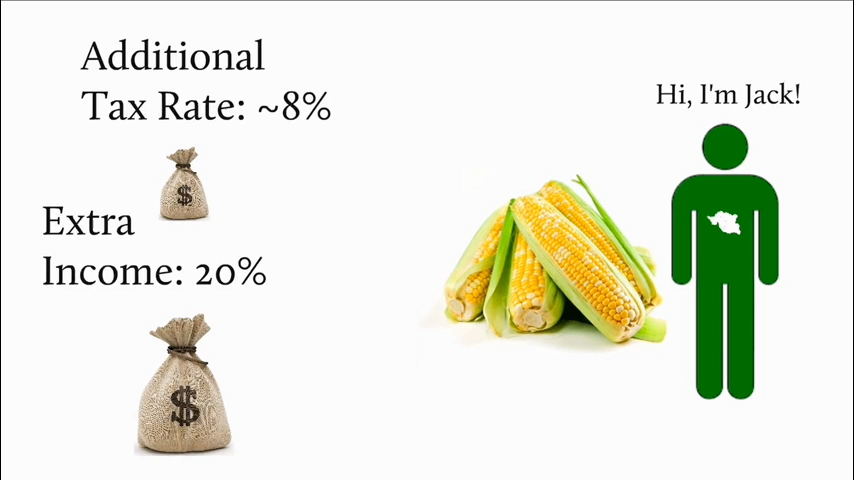 Additional
Tax Rate: ~8%
Hi, I'm Jack!
$
Extra
Income: 20%
$